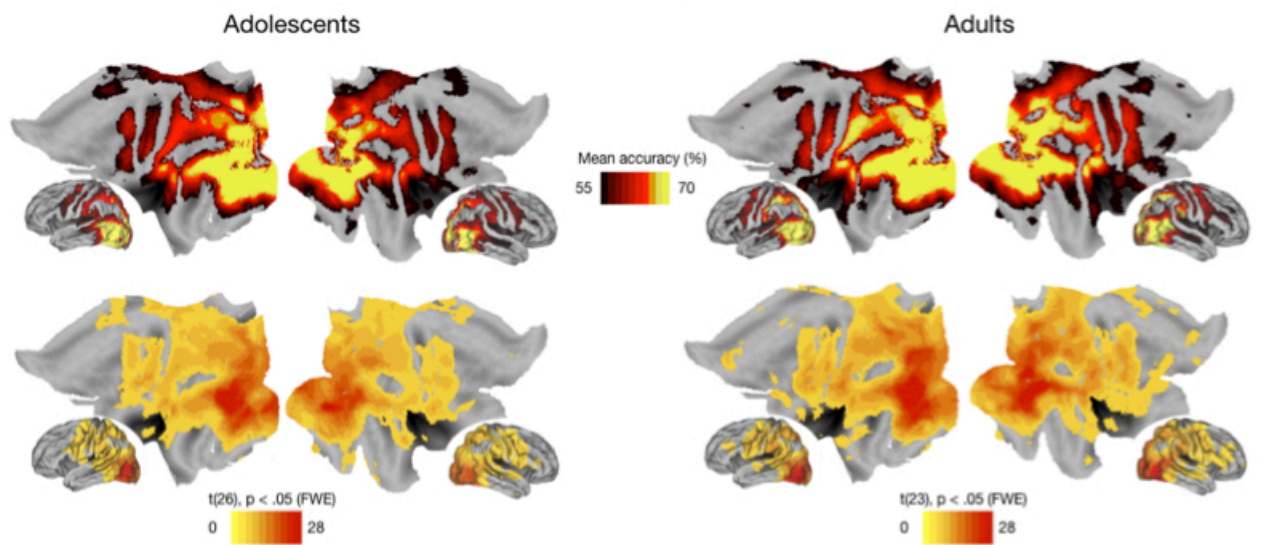 Adolescents
Adults
Mean accuracy (%)
55 70
t(26), p < .05 (FWE)
0 28
t(23), p < .05 (FWE)
0 28